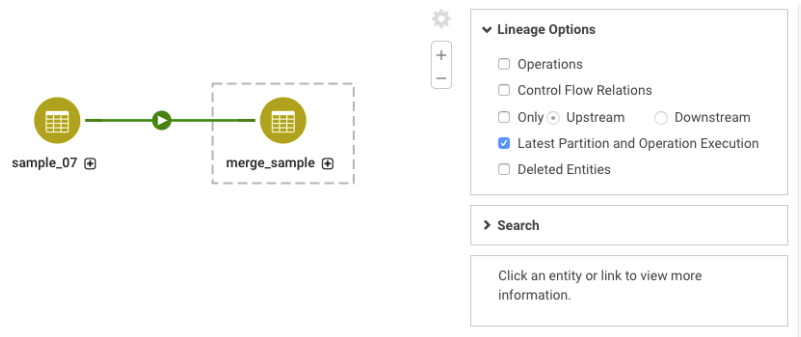 Lineage Options
Operations
Control Flow Relations
Only Upstream Downstream
Latest Partition and Operation Execution
Deleted Entities
sample_07
merge_sample
Search
Click an entity or link to view more
information.